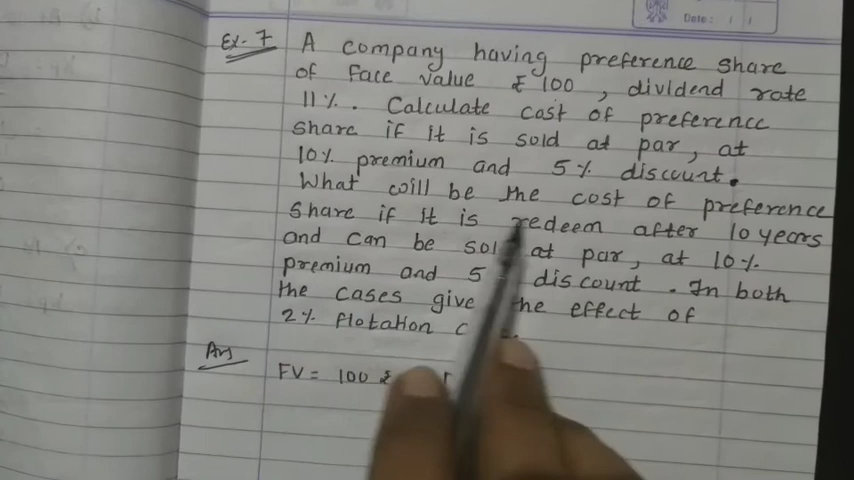 Date: / /
Ex. 7 A company having preference share
of Face value ₹ 100, dividend rate
11%. Calculate cost of preference
share if it is sold at par, at
10% premium and 5% discount.
What will be the cost of preference
share if it is redeem after 10 years
and can be sol at par, at 10%
premium and 5 discount. In both
the cases give the effect of
2% flotation
Ans
FV = 100 ₹